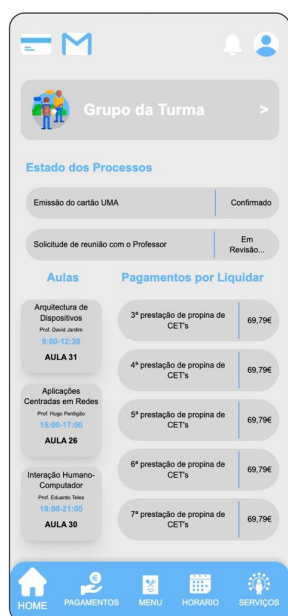 Grupo da Turma >
Estado dos Processos
Emissão do cartão UMA
Confirmado
Solicitude de reunião com o Professor
Em
Revisão...
Aulas
Arquitectura de
Dispositivos
Prof. David Jardim
9:00-12:30
AULA 31
Aplicações
Centradas em Redes
Prof. Hugo Perdigão
15:00-17:00
AULA 26
Interação Humano-
Computador
Prof. Eduardo Teles
19:00-21:00
AULA 30
Pagamentos por Liquidar
3ª prestação de propina de
CET's
69,79€
4ª prestação de propina de
CET's
69,79€
5ª prestação de propina de
CET's
69,79€
6ª prestação de propina de
CET's
69,79€
7ª prestação de propina de
CET's
69,79€
HOME
PAGAMENTOS
MENU
HORARIO
SERVIÇOS